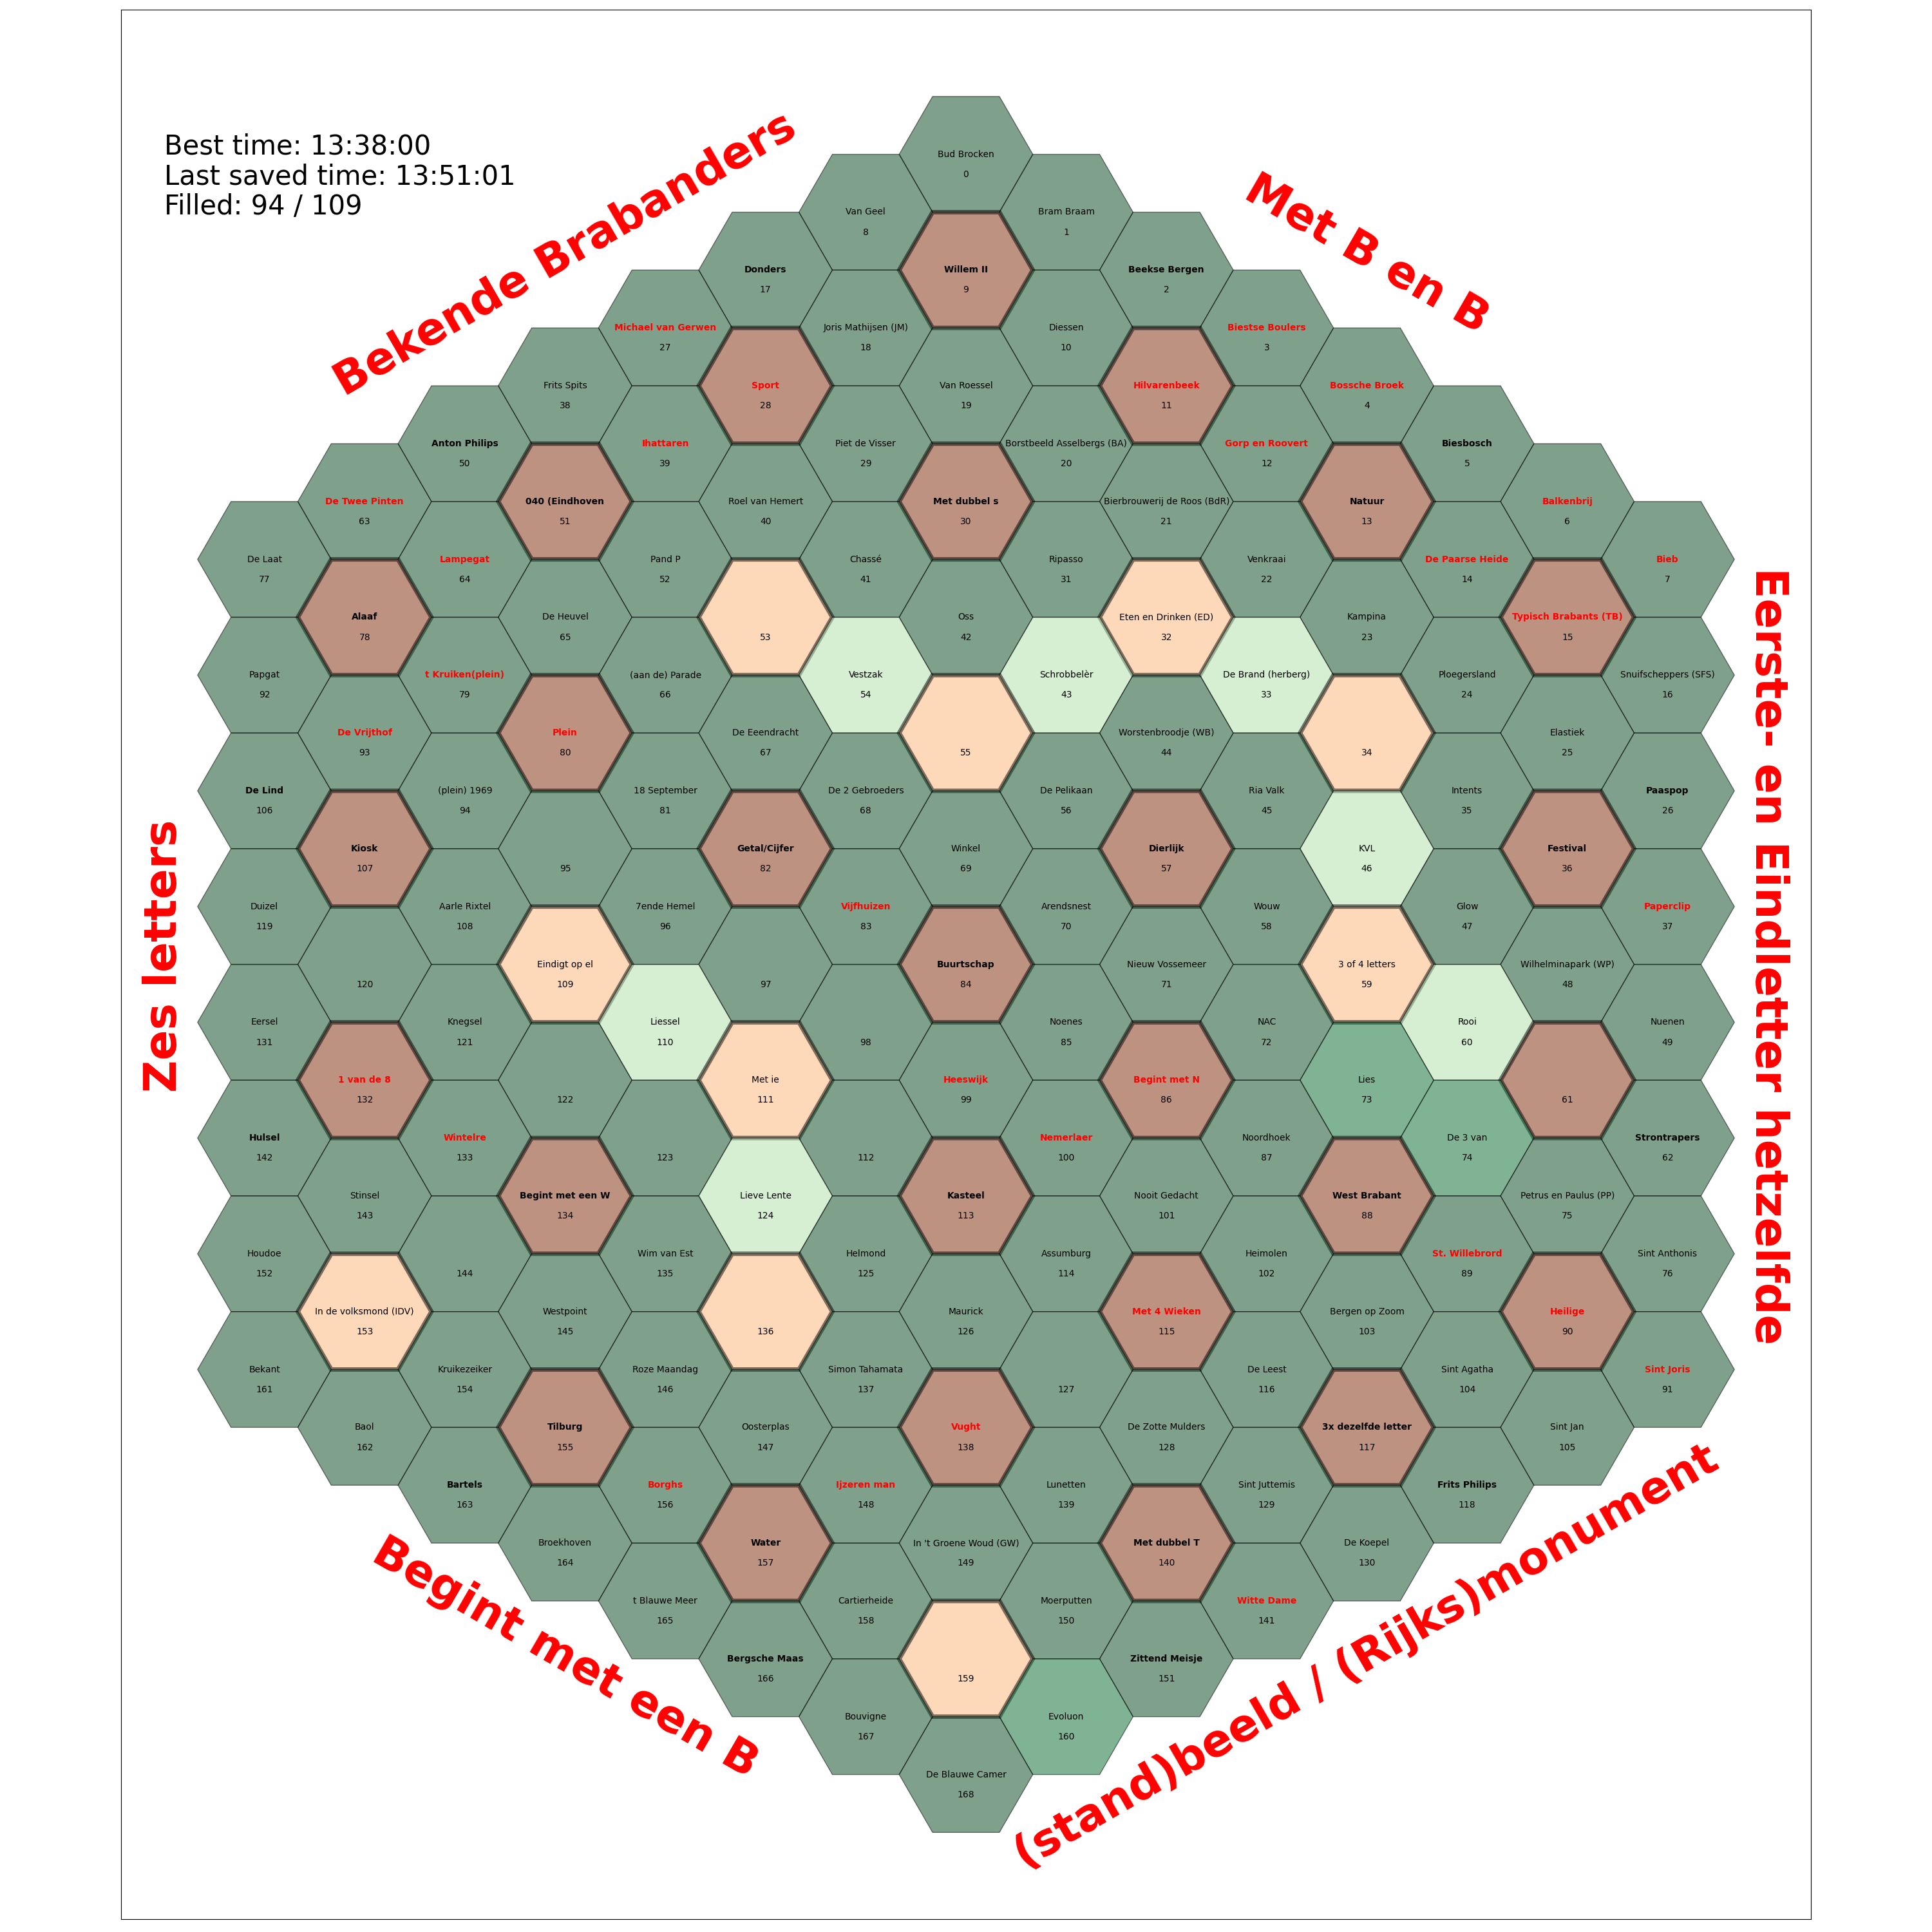 Best time: 13:38:00
Last saved time: 13:51:01
Filled: 94 / 109
Bekende Brabanders
Met B en B
Eerste- en Eindletter hetzelfde
(stand)beeld / (Rijks)monument
Begint met een B
Zes letters
Bud Brocken
0
Bram Braam
1
Beekse Bergen
2
Biestse Boulers
3
Bossche Broek
4
Biesbosch
5
Balkenbrij
6
Bieb
7
Van Geel
8
Willem II
9
Diessen
10
Hilvarenbeek
11
Gorp en Roovert
12
Natuur
13
De Paarse Heide
14
Typisch Brabants (TB)
15
Snuifscheppers (SFS)
16
Donders
17
Joris Mathijsen (JM)
18
Van Roessel
19
Borstbeeld Asselbergs (BA)
20
Bierbrouwerij de Roos (BdR)
21
Venkraai
22
Kampina
23
Ploegersland
24
Elastiek
25
Paaspop
26
Michael van Gerwen
27
Sport
28
Piet de Visser
29
Met dubbel s
30
Ripasso
31
Eten en Drinken (ED)
32
De Brand (herberg)
33
34
Intents
35
Festival
36
Paperclip
37
Frits Spits
38
Ihattaren
39
Roel van Hemert
40
Chassé
41
Oss
42
Schrobbelèr
43
Worstenbroodje (WB)
44
Ria Valk
45
KVL
46
Glow
47
Wilhelminapark (WP)
48
Nuenen
49
Anton Philips
50
040 (Eindhoven
51
Pand P
52
53
Vestzak
54
55
De Pelikaan
56
Dierlijk
57
Wouw
58
3 of 4 letters
59
Rooi
60
61
Strontrapers
62
De Twee Pinten
63
Lampegat
64
De Heuvel
65
(aan de) Parade
66
De Eeendracht
67
De 2 Gebroeders
68
Winkel
69
Arendsnest
70
Nieuw Vossemeer
71
NAC
72
Lies
73
De 3 van
74
Petrus en Paulus (PP)
75
Sint Anthonis
76
De Laat
77
Alaaf
78
t Kruiken(plein)
79
Plein
80
18 September
81
Getal/Cijfer
82
Vijfhuizen
83
Buurtschap
84
Noenes
85
Begint met N
86
Noordhoek
87
West Brabant
88
St. Willebrord
89
Heilige
90
Sint Joris
91
Papgat
92
De Vrijthof
93
(plein) 1969
94
95
7ende Hemel
96
97
98
Heeswijk
99
Nemerlaer
100
Nooit Gedacht
101
Heimolen
102
Bergen op Zoom
103
Sint Agatha
104
Sint Jan
105
De Lind
106
Kiosk
107
Aarle Rixtel
108
Eindigt op el
109
Liessel
110
Met ie
111
112
Kasteel
113
Assumburg
114
Met 4 Wieken
115
De Leest
116
3x dezelfde letter
117
Frits Philips
118
Duizel
119
120
Knegsel
121
122
123
Lieve Lente
124
Helmond
125
Maurick
126
127
De Zotte Mulders
128
Sint Juttemis
129
De Koepel
130
Eersel
131
1 van de 8
132
Wintelre
133
Begint met een W
134
Wim van Est
135
136
Simon Tahamata
137
Vught
138
Lunetten
139
Met dubbel T
140
Witte Dame
141
Hulsel
142
Stinsel
143
144
Westpoint
145
Roze Maandag
146
Oosterplas
147
Ijzeren man
148
In 't Groene Woud (GW)
149
Moerputten
150
Zittend Meisje
151
Houdoe
152
In de volksmond (IDV)
153
Kruikezeiker
154
Tilburg
155
Borghs
156
Water
157
Cartierheide
158
159
Evoluon
160
Bekant
161
Baol
162
Bartels
163
Broekhoven
164
t Blauwe Meer
165
Bergsche Maas
166
Bouvigne
167
De Blauwe Camer
168